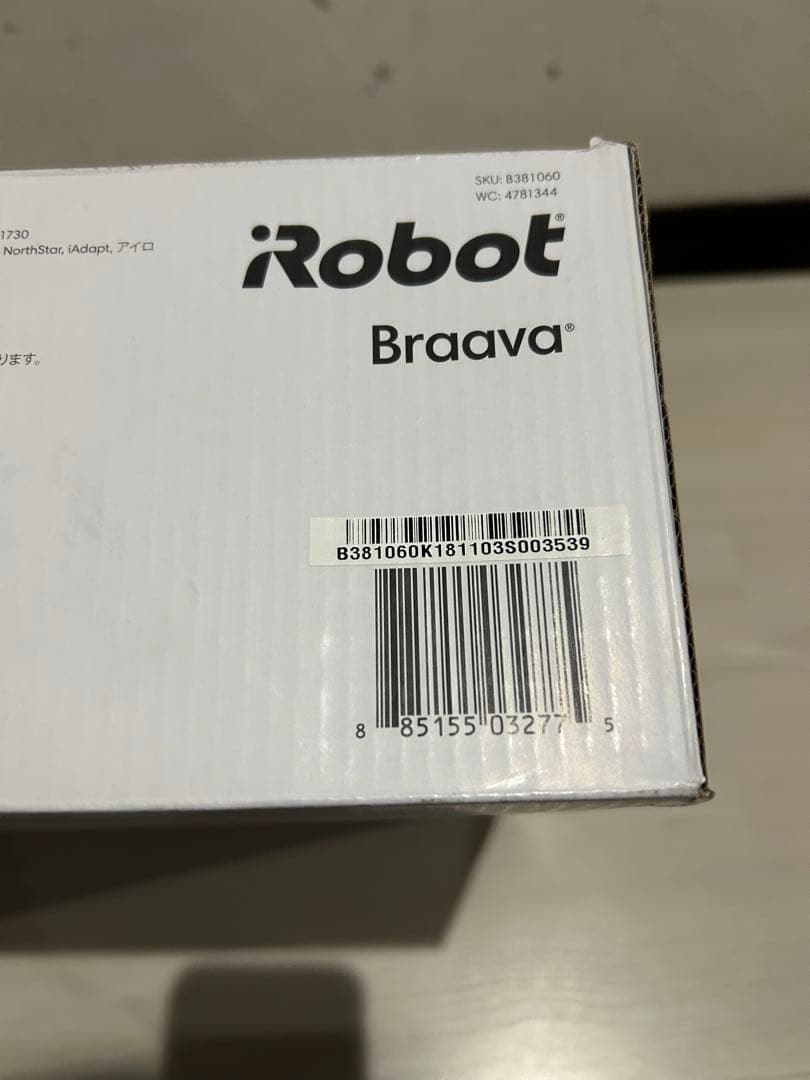 SKU: B381060
WC: 4781344
1730
NorthStar, iAdapt, アイロ
iRobot®
Braava®
ります。
B381060K181103S003539
8 85155 03277 5